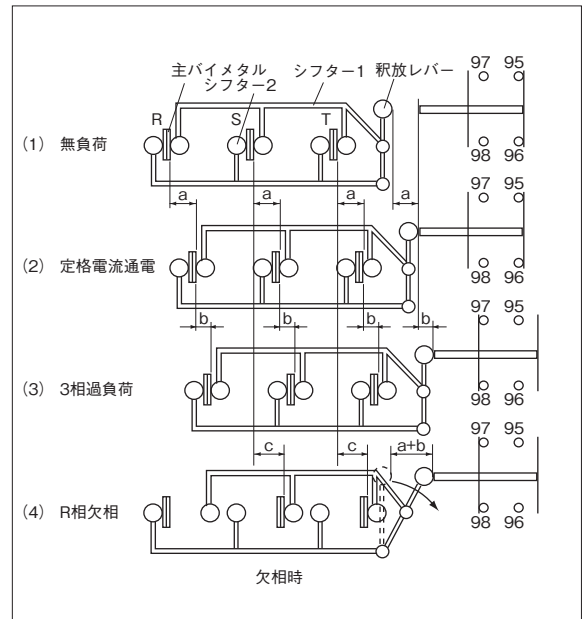 主バイメタル シフター1 釈放レバー 97 95
シフター2
R S T
(1) 無負荷
98 96
a a a a
97 95
(2) 定格電流通電
98 96
b b b b
97 95
(3) 3相過負荷
98 96
c c a+b
97 95
(4) R相欠相
98 96
欠相時